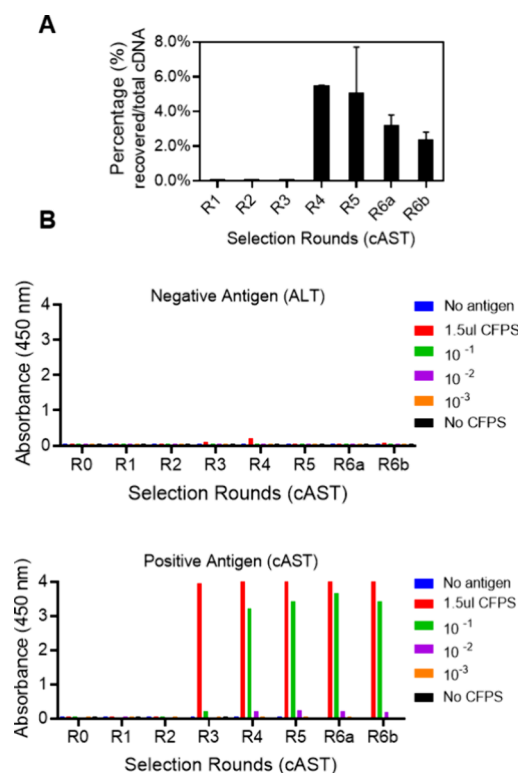 A
Percentage (%)
recovered/total cDNA
8.0%
6.0%
4.0%
2.0%
0.0%
R1 R2 R3 R4 R5 R6a R6b
Selection Rounds (cAST)
B
Negative Antigen (ALT)
Absorbance (450 nm)
4
3
2
1
0
R0 R1 R2 R3 R4 R5 R6a R6b
Selection Rounds (cAST)
No antigen
1.5ul CFPS
10 -1
10 -2
10-3
No CFPS
Positive Antigen (cAST)
Absorbance (450 nm)
4
3
2
1
0
R0 R1 R2 R3 R4 R5 R6a R6b
Selection Rounds (cAST)
No antigen
1.5ul CFPS
10 -1
10 -2
10-3
No CFPS